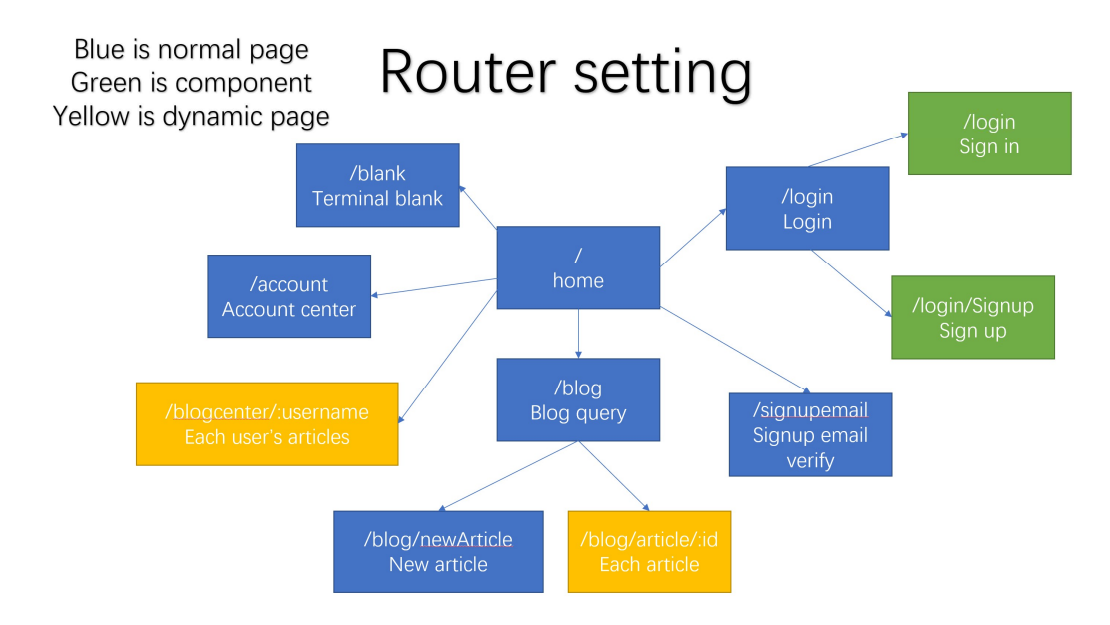 Blue is normal page
Green is component
Yellow is dynamic page
Router setting
/login
Sign in
/blank
Terminal blank
/login
Login
/
home
/account
Account center
/login/Signup
Sign up
/blog
Blog query
/blogcenter/:username
Each user's articles
/signupemail
Signup email
verify
/blog/newArticle
New article
/blog/article/:id
Each article